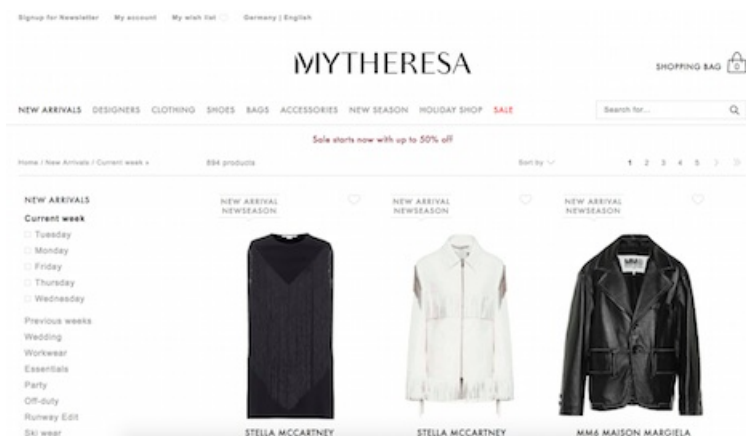 Signup for Newsletter My account My wish list Germany | English
MYTHERESA
SHOPPING BAG 0
NEW ARRIVALS DESIGNERS CLOTHING SHOES BAGS ACCESSORIES NEW SEASON HOLIDAY SHOP SALE Search for...
Sale starts now with up to 50% off
Home / New Arrivals / Current week » 894 products Sort by 1 2 3 4 5
NEW ARRIVALS
Current week
Tuesday
Monday
Friday
Thursday
Wednesday
Previous weeks
Wedding
Workwear
Essentials
Party
Off-duty
Runway Edit
Ski wear
NEW ARRIVAL
NEWSEASON
STELLA MCCARTNEY
NEW ARRIVAL
NEWSEASON
STELLA MCCARTNEY
NEW ARRIVAL
NEWSEASON
MM6
MM6 MAISON MARGIELA